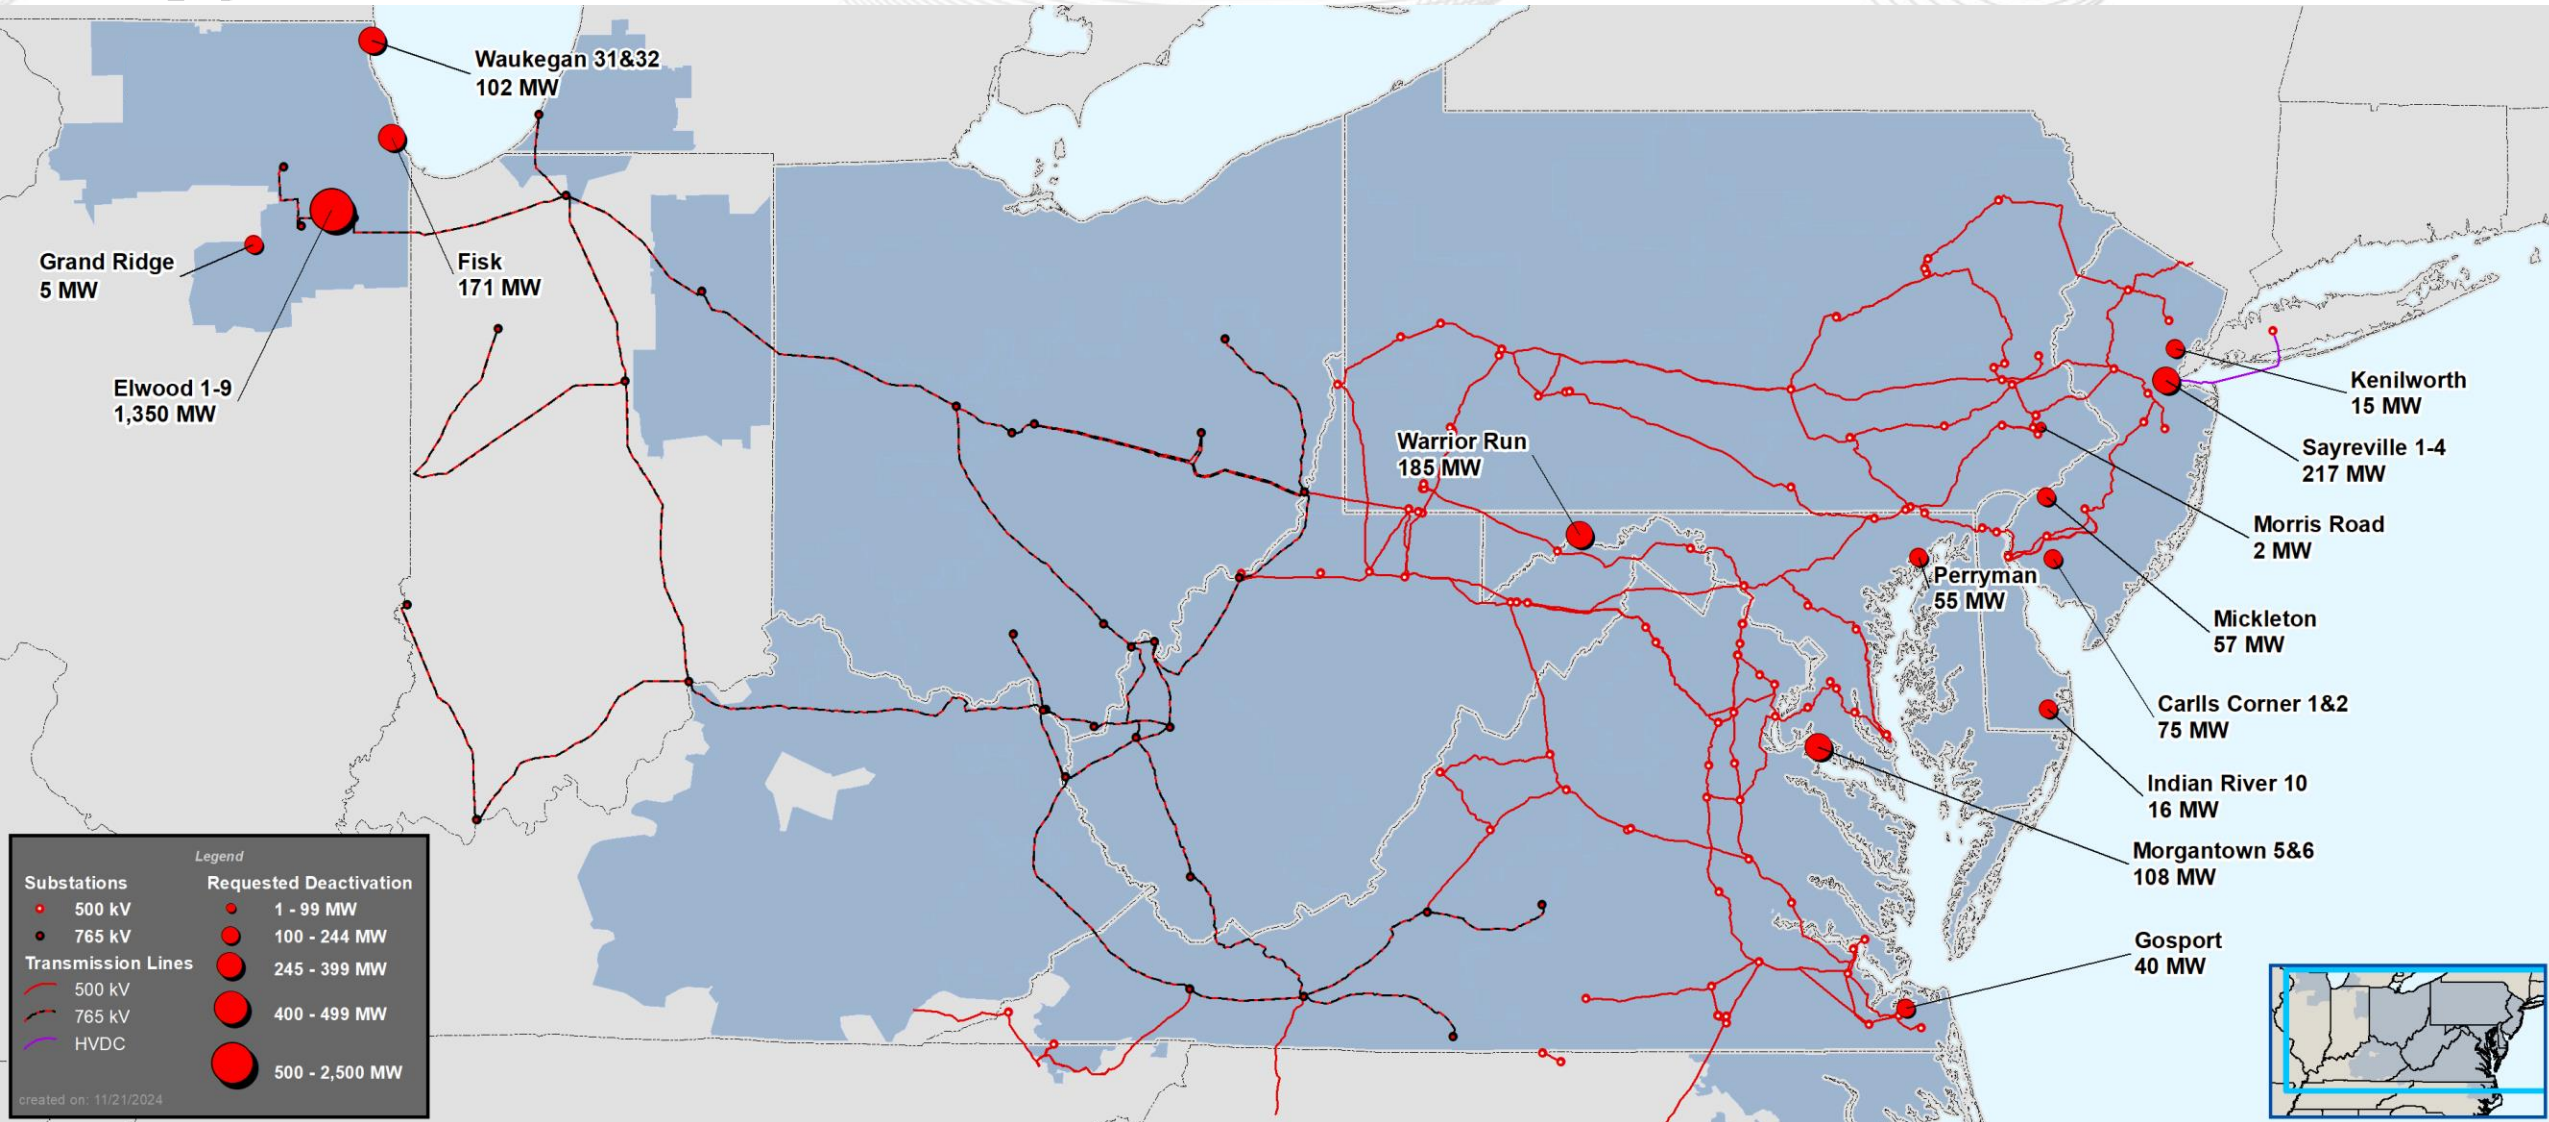 Waukegan 31&32
102 MW
Grand Ridge
5 MW
Fisk
171 MW
Elwood 1-9
1,350 MW
Warrior Run
185 MW
Kenilworth
15 MW
Sayreville 1-4
217 MW
Morris Road
2 MW
Perryman
55 MW
Mickleton
57 MW
Carlls Corner 1&2
75 MW
Indian River 10
16 MW
Morgantown 5&6
108 MW
Gosport
40 MW
Legend
Substations
500 kV
765 kV
Transmission Lines
500 kV
765 kV
HVDC
Requested Deactivation
1 - 99 MW
100 - 244 MW
245 - 399 MW
400 - 499 MW
500 - 2,500 MW
created on: 11/21/2024